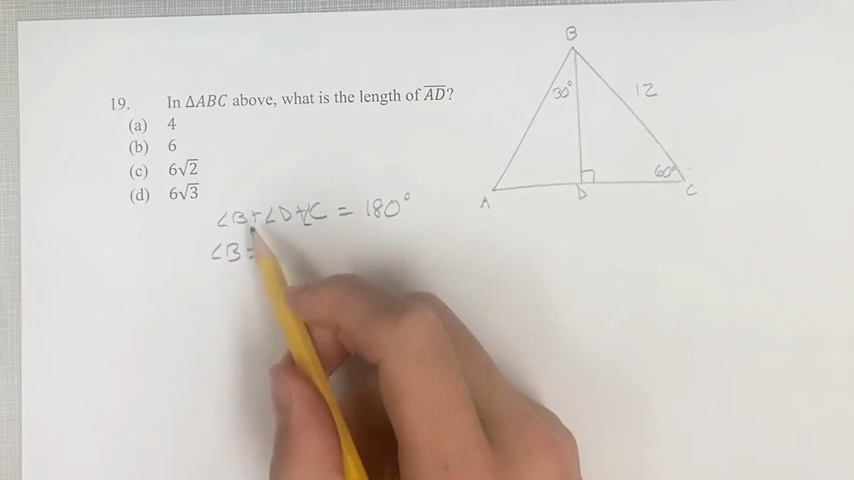 19. In ΔABC above, what is the length of A̅D̅?
(a) 4
(b) 6
(c) 6√2
(d) 6√3
∠B+∠D+∠C = 180°
∠B=
B
30°
12
60°
A
D
C